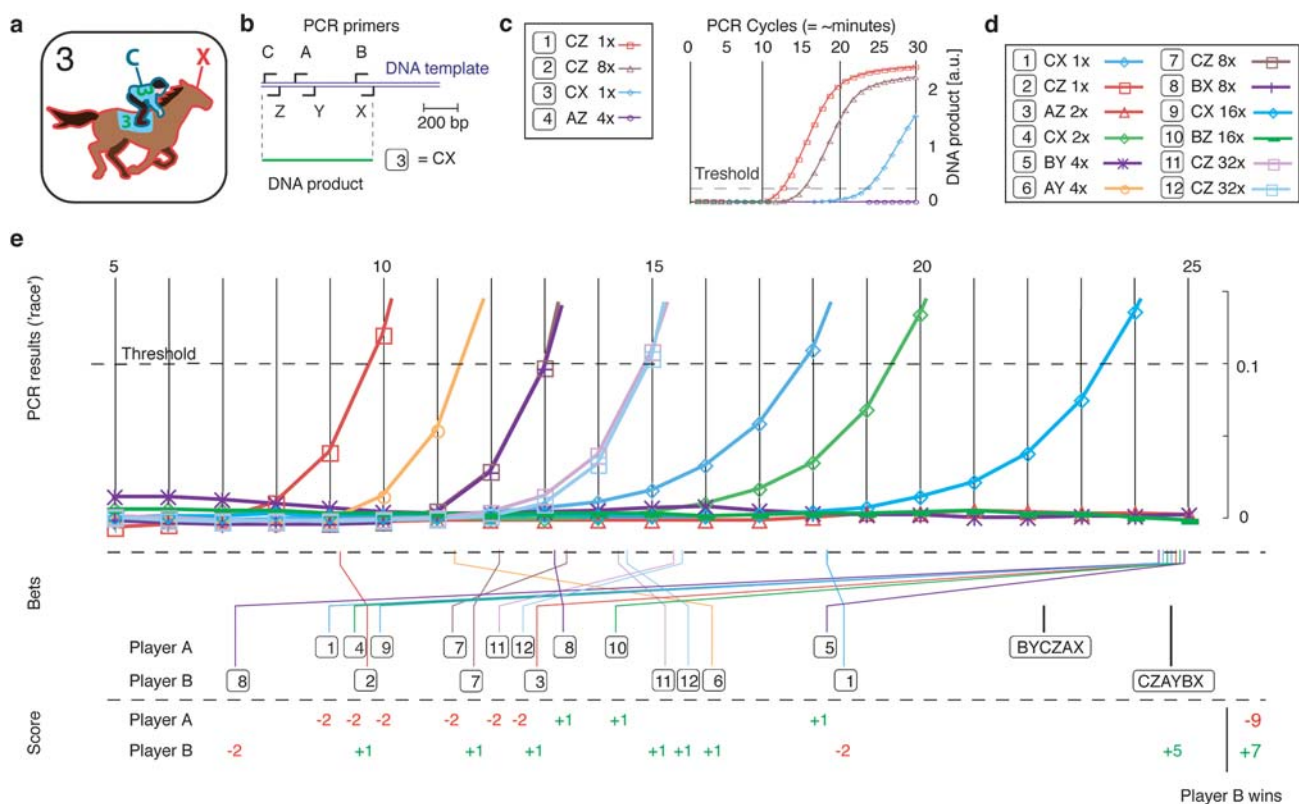 a
3
C
X
3
3
b
PCR primers
C A B
DNA template
Z Y X
200 bp
3 = CX
DNA product
c
1 CZ 1x
2 CZ 8x
3 CX 1x
4 AZ 4x
PCR Cycles (= ~minutes)
0 10 20 30
2
1
0
DNA product [a.u.]
Treshold
d
1 CX 1x
2 CZ 1x
3 AZ 2x
4 CX 2x
5 BY 4x
6 AY 4x
7 CZ 8x
8 BX 8x
9 CX 16x
10 BZ 16x
11 CZ 32x
12 CZ 32x
e
5 10 15 20 25
PCR results ('race')
Threshold
0.1
0
Bets
Player A
1 4 9 7 11 12 8 10 5 BYCZAX
Player B
8 2 7 3 11 12 6 1 CZAYBX
Score
Player A
-2 -2 -2 -2 -2 -2 +1 +1 +1 -9
Player B
-2 +1 +1 +1 +1 +1 +1 -2 +5 +7
Player B wins